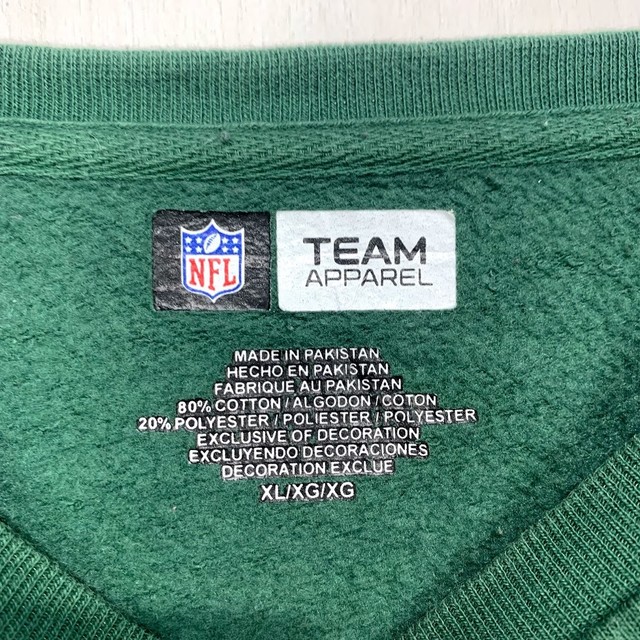 NFL
TEAM
APPAREL
MADE IN PAKISTAN
HECHO EN PAKISTAN
FABRIQUE AU PAKISTAN
80% COTTON/ALGODON/COTON
20% POLYESTER/POLIESTER/POLYESTER
EXCLUSIVE OF DECORATION
EXCLUYENDO DECORACIONES
DECORATION EXCLUE
XL/XG/XG